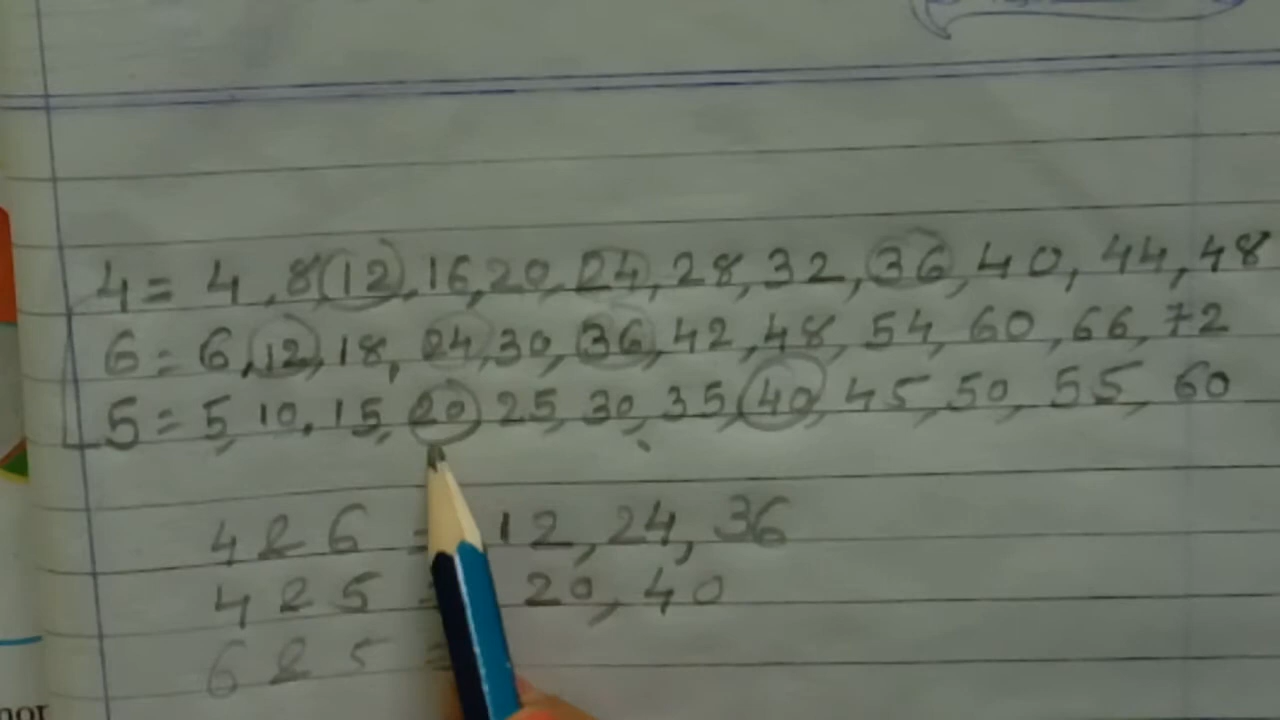 4 = 4, 8, 12, 16, 20, 24, 28, 32, 36, 40, 44, 48
6 = 6, 12, 18, 24, 30, 36, 42, 48, 54, 60, 66, 72
5 = 5, 10, 15, 20, 25, 30, 35, 40, 45, 50, 55, 60
4 & 6 = 12, 24, 36
4 & 5 = 20, 40
6 & 5 =